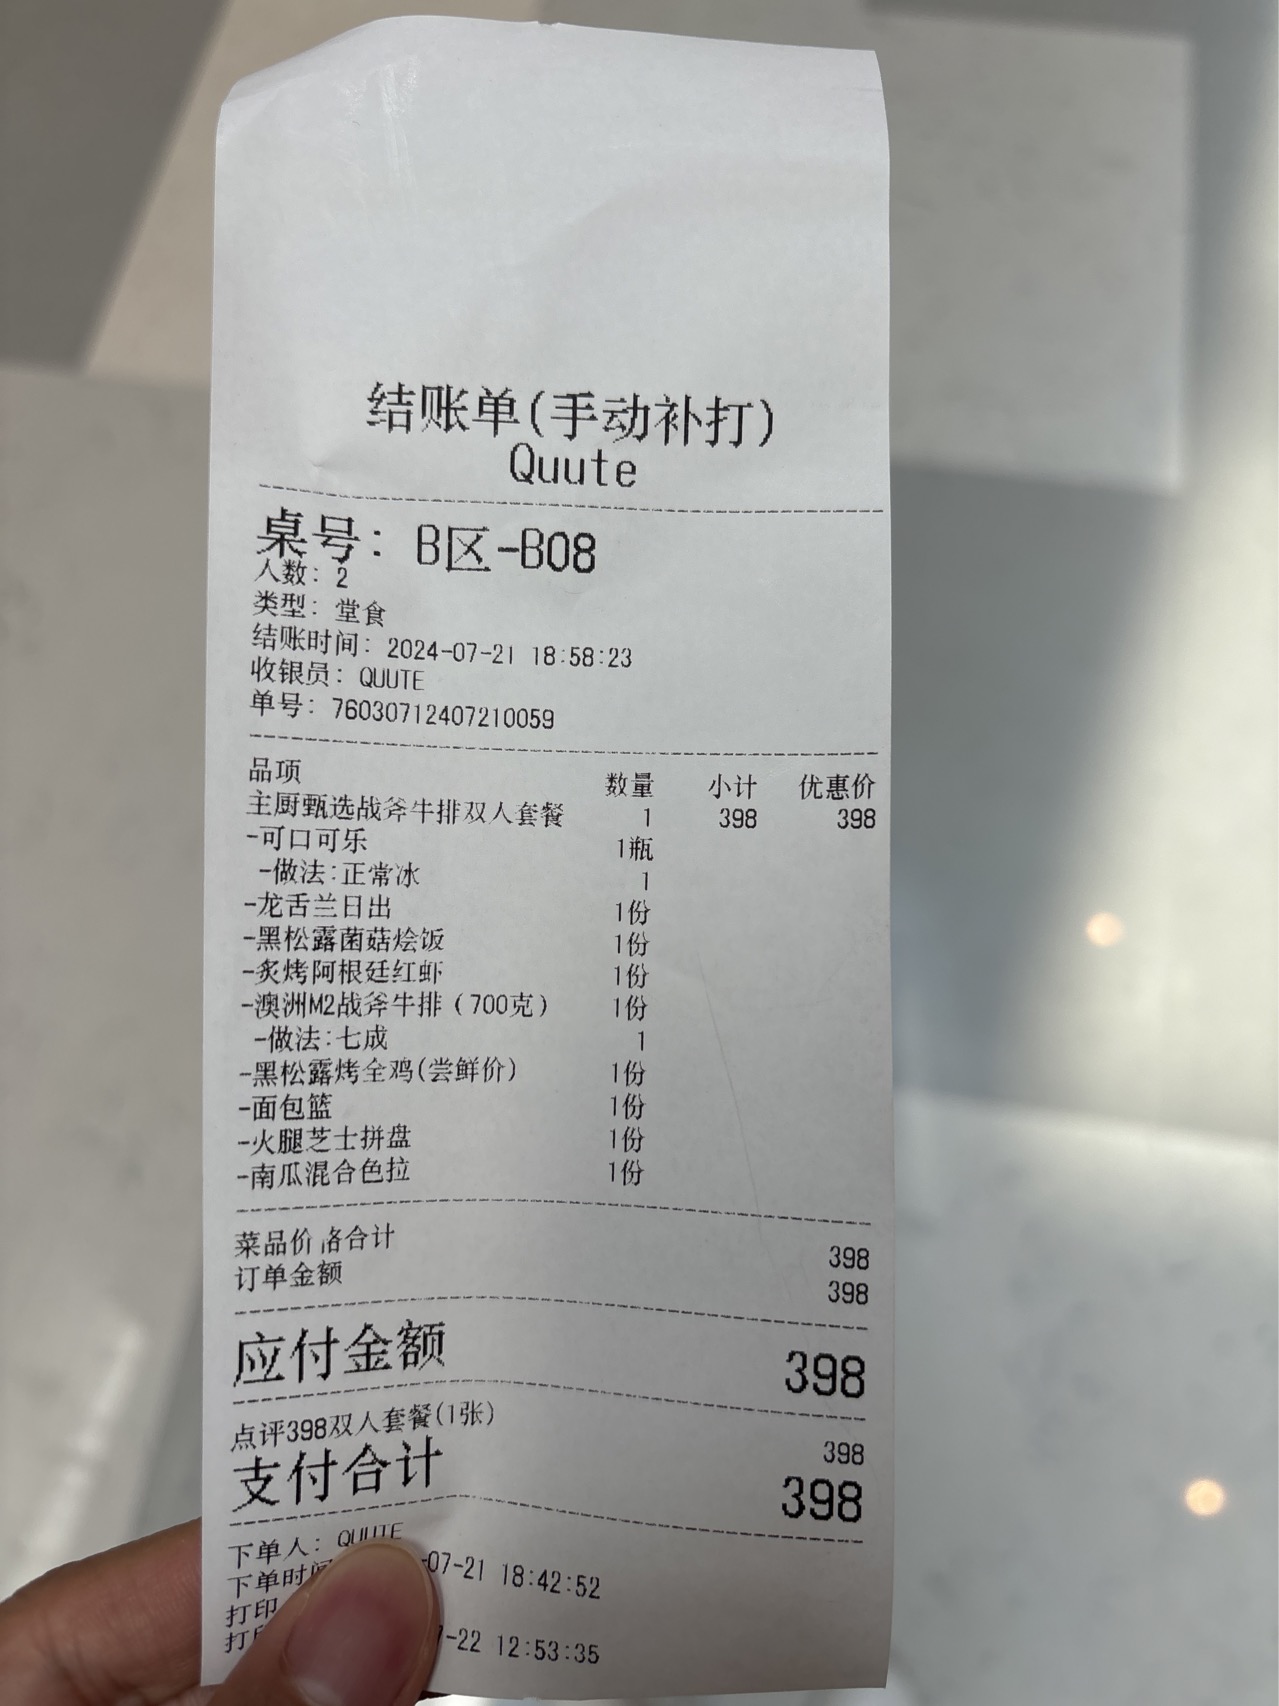 结账单(手动补打)
Quute
桌号: B区-B08
人数: 2
类型: 堂食
结账时间: 2024-07-21 18:58:23
收银员: QUUTE
单号: 76030712407210059
品项 数量 小计 优惠价
主厨甄选战斧牛排双人套餐 1 398 398
-可口可乐 1瓶
-做法:正常冰 1
-龙舌兰日出 1份
-黑松露菌菇烩饭 1份
-炙烤阿根廷红虾 1份
-澳洲M2战斧牛排(700克) 1份
-做法:七成 1
-黑松露烤全鸡(尝鲜价) 1份
-面包篮 1份
-火腿芝士拼盘 1份
-南瓜混合色拉 1份
菜品价格合计 398
订单金额 398
应付金额 398
点评398双人套餐(1张) 398
支付合计 398
下单人: QUUTE
下单时间 -07-21 18:42:52
打印
打印 -22 12:53:35